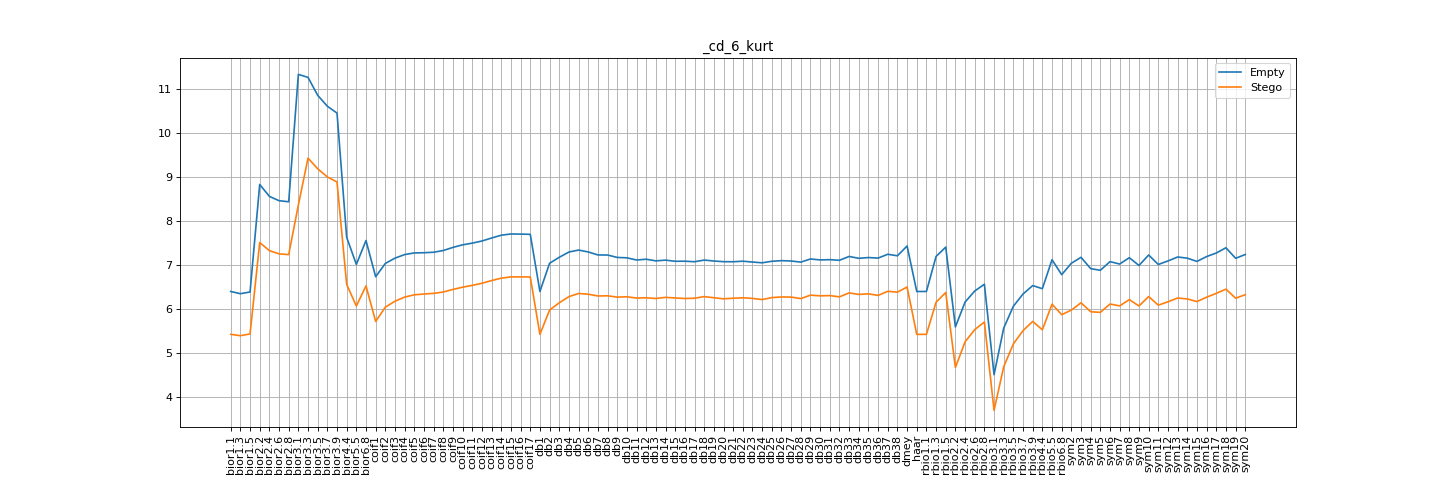 _cd_6_kurt
Empty
Stego
11
10
9
8
7
6
5
4
bior1.1
bior1.3
bior1.5
bior2.2
bior2.4
bior2.6
bior2.8
bior3.1
bior3.3
bior3.5
bior3.7
bior3.9
bior4.4
bior5.5
bior6.8
coif1
coif2
coif3
coif4
coif5
coif6
coif7
coif8
coif9
coif10
coif11
coif12
coif13
coif14
coif15
coif16
coif17
db1
db2
db3
db4
db5
db6
db7
db8
db9
db10
db11
db12
db13
db14
db15
db16
db17
db18
db19
db20
db21
db22
db23
db24
db25
db26
db27
db28
db29
db30
db31
db32
db33
db34
db35
db36
db37
db38
dmey
haar
rbio1.1
rbio1.3
rbio1.5
rbio2.2
rbio2.4
rbio2.6
rbio2.8
rbio3.1
rbio3.3
rbio3.5
rbio3.7
rbio3.9
rbio4.4
rbio5.5
rbio6.8
sym2
sym3
sym4
sym5
sym6
sym7
sym8
sym9
sym10
sym11
sym12
sym13
sym14
sym15
sym16
sym17
sym18
sym19
sym20